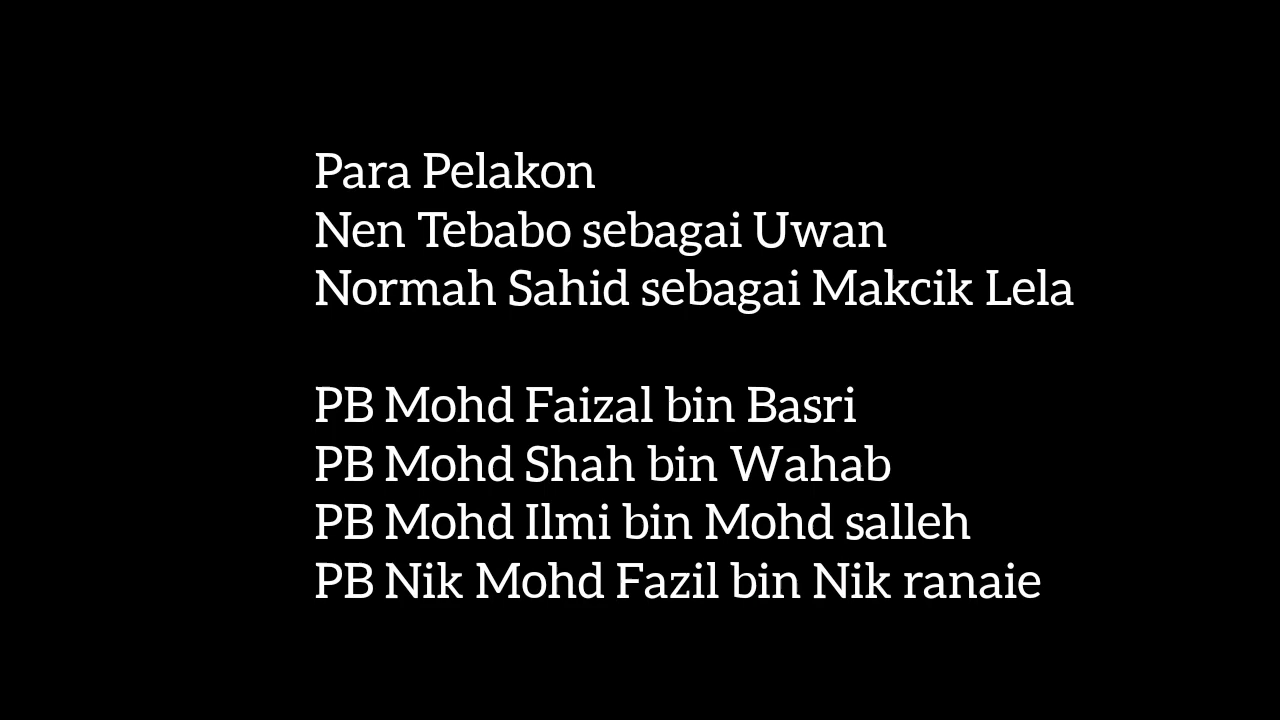 Para Pelakon
Nen Tebabo sebagai Uwan
Normah Sahid sebagai Makcik Lela
PB Mohd Faizal bin Basri
PB Mohd Shah bin Wahab
PB Mohd Ilmi bin Mohd salleh
PB Nik Mohd Fazil bin Nik ranaie